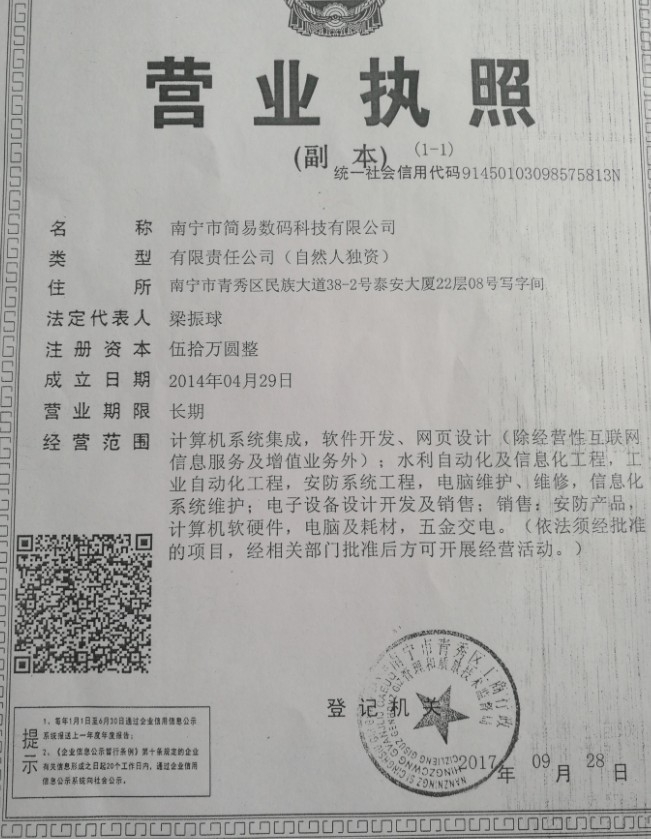 营业执照
(副 本) (1-1)
统一社会信用代码91450103098575813N
名 称 南宁市简易数码科技有限公司
类 型 有限责任公司（自然人独资）
住 所 南宁市青秀区民族大道38-2号泰安大厦22层08号写字间
法定代表人 梁振球
注册资本 伍拾万圆整
成立日期 2014年04月29日
营业期限 长期
经营范围 计算机系统集成，软件开发、网页设计（除经营性互联网
信息服务及增值业务外）；水利自动化及信息化工程，工
业自动化工程，安防系统工程，电脑维护、维修，信息化
系统维护；电子设备设计开发及销售；销售：安防产品，
计算机软硬件，电脑及耗材，五金交电。（依法须经批准
的项目，经相关部门批准后方可开展经营活动。）
南宁市青秀区工商行政
管理和质量技术监督局
登记机关
2017年09月28日
提示
1、每年1月1日至6月30日通过企业信用信息公示
系统报送上一年度年度报告；
2、《企业信息公示暂行条例》第十条规定的企业
有关信息形成之日起20个工作日内，通过企业信用
信息公示系统向社会公示。